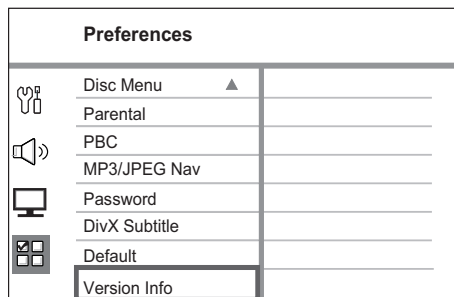 Preferences
Disc Menu
Parental
PBC
MP3/JPEG Nav
Password
DivX Subtitle
Default
Version Info